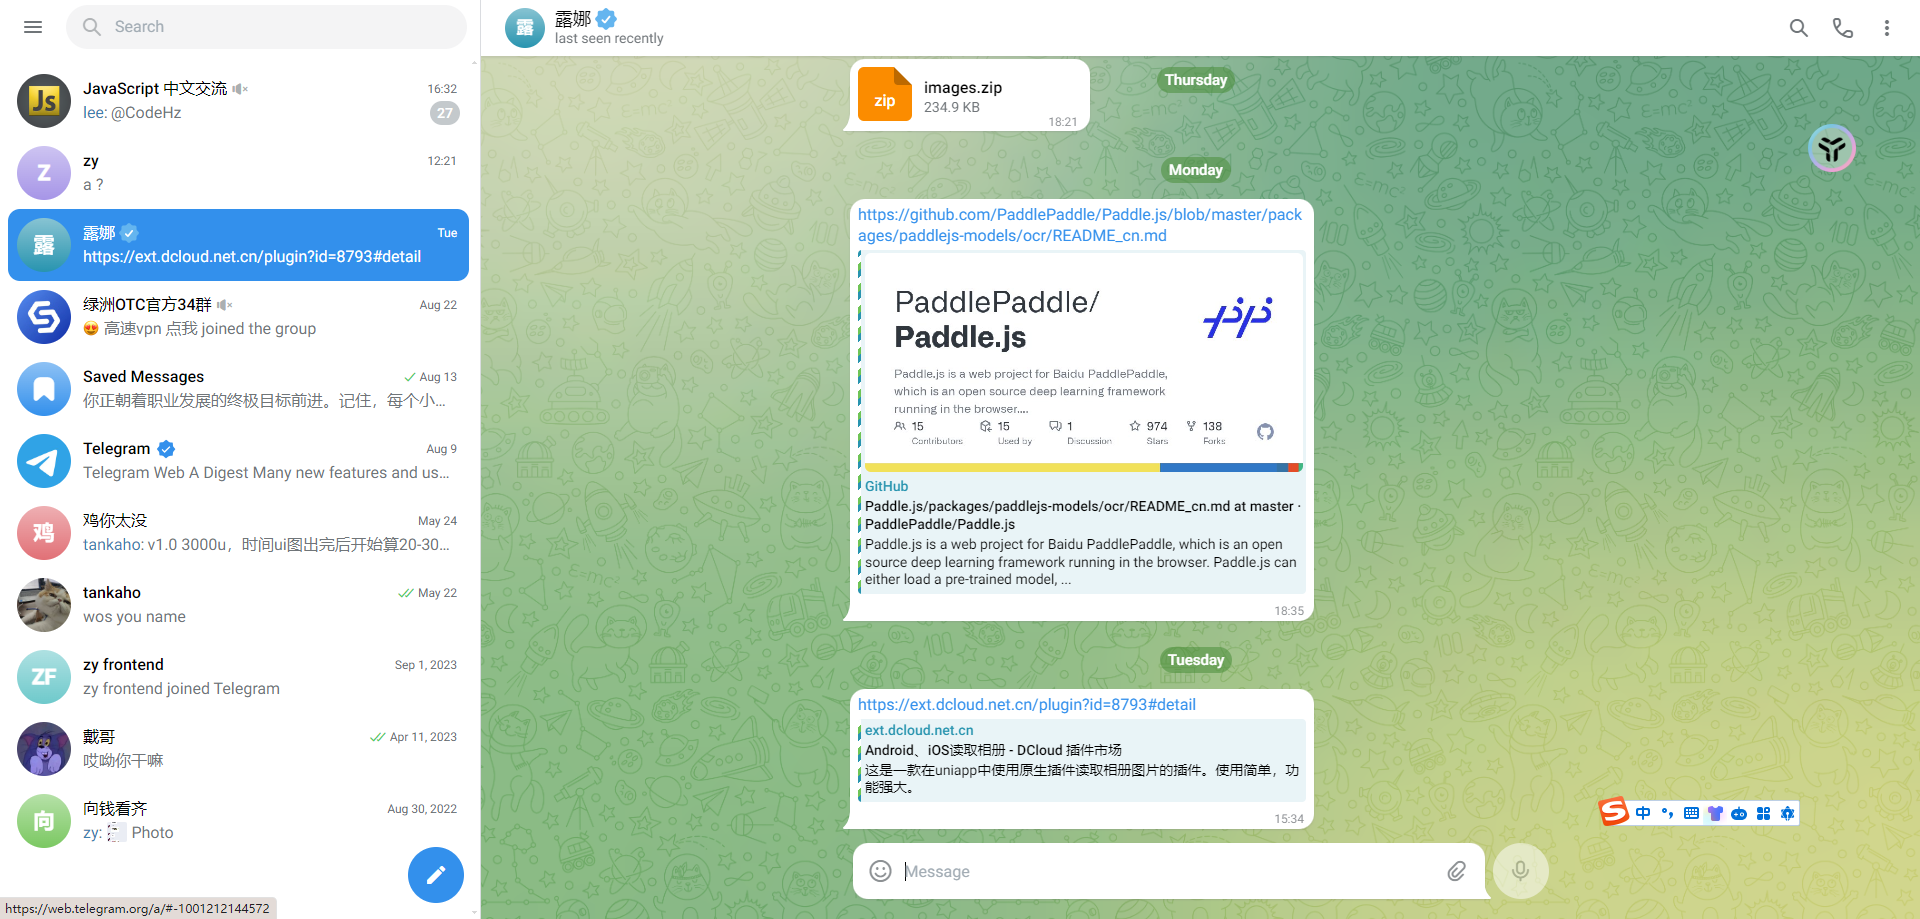 Search
JavaScript 中文交流
16:32
lee: @CodeHz
27
Z
zy
12:21
a ?
露
露娜
Tue
https://ext.dcloud.net.cn/plugin?id=8793#detail
绿洲OTC官方34群
Aug 22
😍 高速vpn 点我 joined the group
Saved Messages
Aug 13
你正朝着职业发展的终极目标前进。记住，每个小...
Telegram
Aug 9
Telegram Web A Digest Many new features and us...
鸡
鸡你太没
May 24
tankaho: v1.0 3000u，时间ui图出完后开始算20-30...
tankaho
May 22
wos you name
ZF
zy frontend
Sep 1, 2023
zy frontend joined Telegram
戴哥
Apr 11, 2023
哎呦你干嘛
向
向钱看齐
Aug 30, 2022
zy: Photo
https://web.telegram.org/a/#-1001212144572
露
露娜
last seen recently
Thursday
zip
images.zip
234.9 KB
18:21
Monday
https://github.com/PaddlePaddle/Paddle.js/blob/master/pack
ages/paddlejs-models/ocr/README_cn.md
PaddlePaddle/
Paddle.js
Paddle.js is a web project for Baidu PaddlePaddle,
which is an open source deep learning framework
running in the browser....
15
Contributors
15
Used by
1
Discussion
974
Stars
138
Forks
GitHub
Paddle.js/packages/paddlejs-models/ocr/README_cn.md at master ·
PaddlePaddle/Paddle.js
Paddle.js is a web project for Baidu PaddlePaddle, which is an open
source deep learning framework running in the browser. Paddle.js can
either load a pre-trained model, ...
18:35
Tuesday
https://ext.dcloud.net.cn/plugin?id=8793#detail
ext.dcloud.net.cn
Android、iOS读取相册 - DCloud 插件市场
这是一款在uniapp中使用原生插件读取相册图片的插件。使用简单，功
能强大。
15:34
Message
中